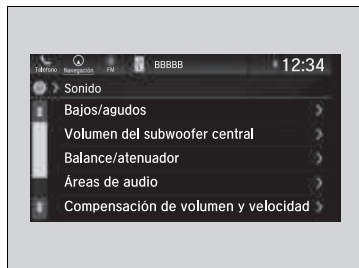 Teléfono Navegación FM BBBBB 12:34
Sonido
Bajos/agudos
Volumen del subwoofer central
Balance/atenuador
Áreas de audio
Compensación de volumen y velocidad